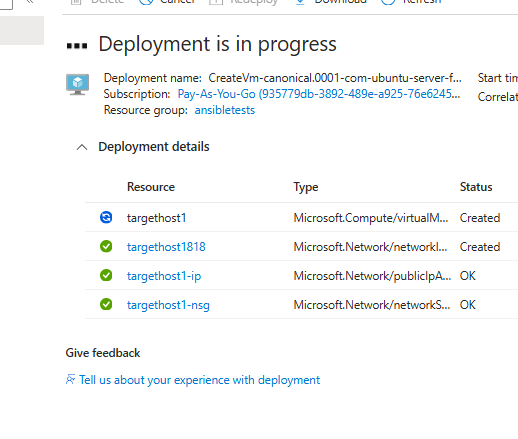 « Delete Cancel Redeploy Download Refresh
Deployment is in progress
Deployment name: CreateVm-canonical.0001-com-ubuntu-server-f... Start tim
Subscription: Pay-As-You-Go (935779db-3892-489e-a925-76e6245... Correlat
Resource group: ansibletests
Deployment details
Resource Type Status
targethost1 Microsoft.Compute/virtualM... Created
targethost1818 Microsoft.Network/networkI... Created
targethost1-ip Microsoft.Network/publicIpA... OK
targethost1-nsg Microsoft.Network/networkS... OK
Give feedback
Tell us about your experience with deployment